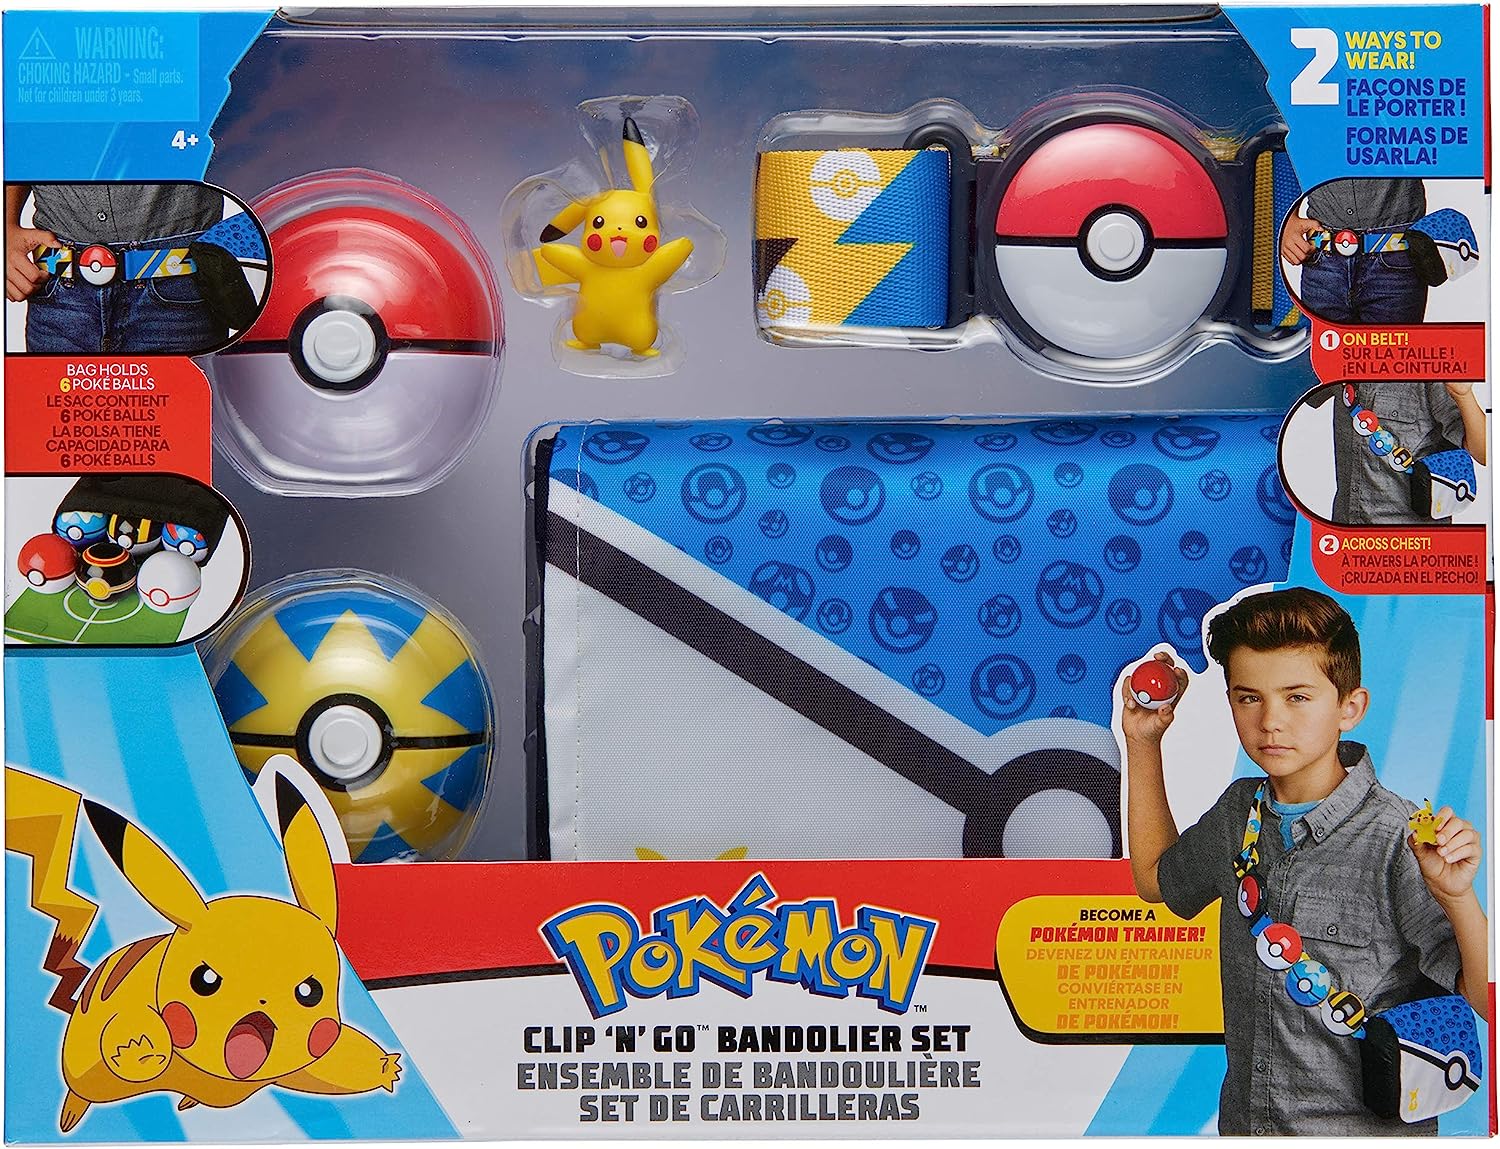 WARNING:
CHOKING HAZARD - Small parts.
Not for children under 3 years.
4+
2 WAYS TO
WEAR!
FAÇONS DE
LE PORTER !
FORMAS DE
USARLA!
BAG HOLDS
6 POKÉ BALLS
LE SAC CONTIENT
6 POKÉ BALLS
LA BOLSA TIENE
CAPACIDAD PARA
6 POKÉ BALLS
1 ON BELT!
SUR LA TAILLE !
¡EN LA CINTURA!
2 ACROSS CHEST!
À TRAVERS LA POITRINE !
¡CRUZADA EN EL PECHO!
POKéMON™
CLIP 'N' GO™ BANDOLIER SET
ENSEMBLE DE BANDOULIÈRE
SET DE CARRILLERAS
BECOME A
POKÉMON TRAINER!
DEVENEZ UN ENTRAINEUR
DE POKÉMON!
CONVIÉRTASE EN
ENTRENADOR
DE POKÉMON!